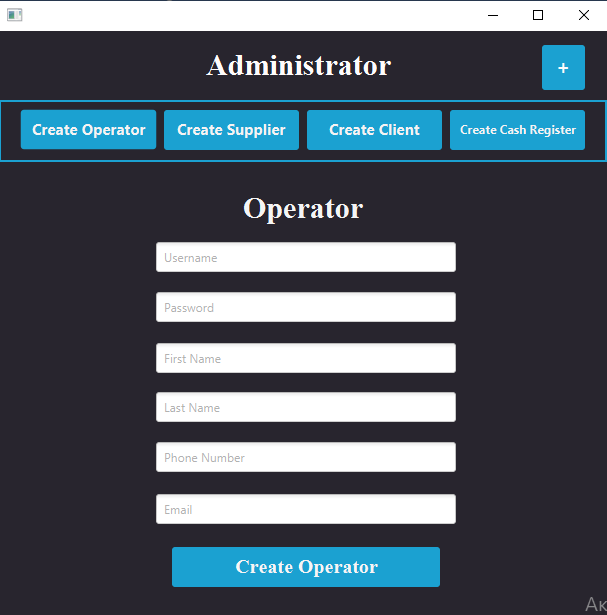 Administrator
+
Create Operator Create Supplier Create Client Create Cash Register
Operator
Username
Password
First Name
Last Name
Phone Number
Email
Create Operator